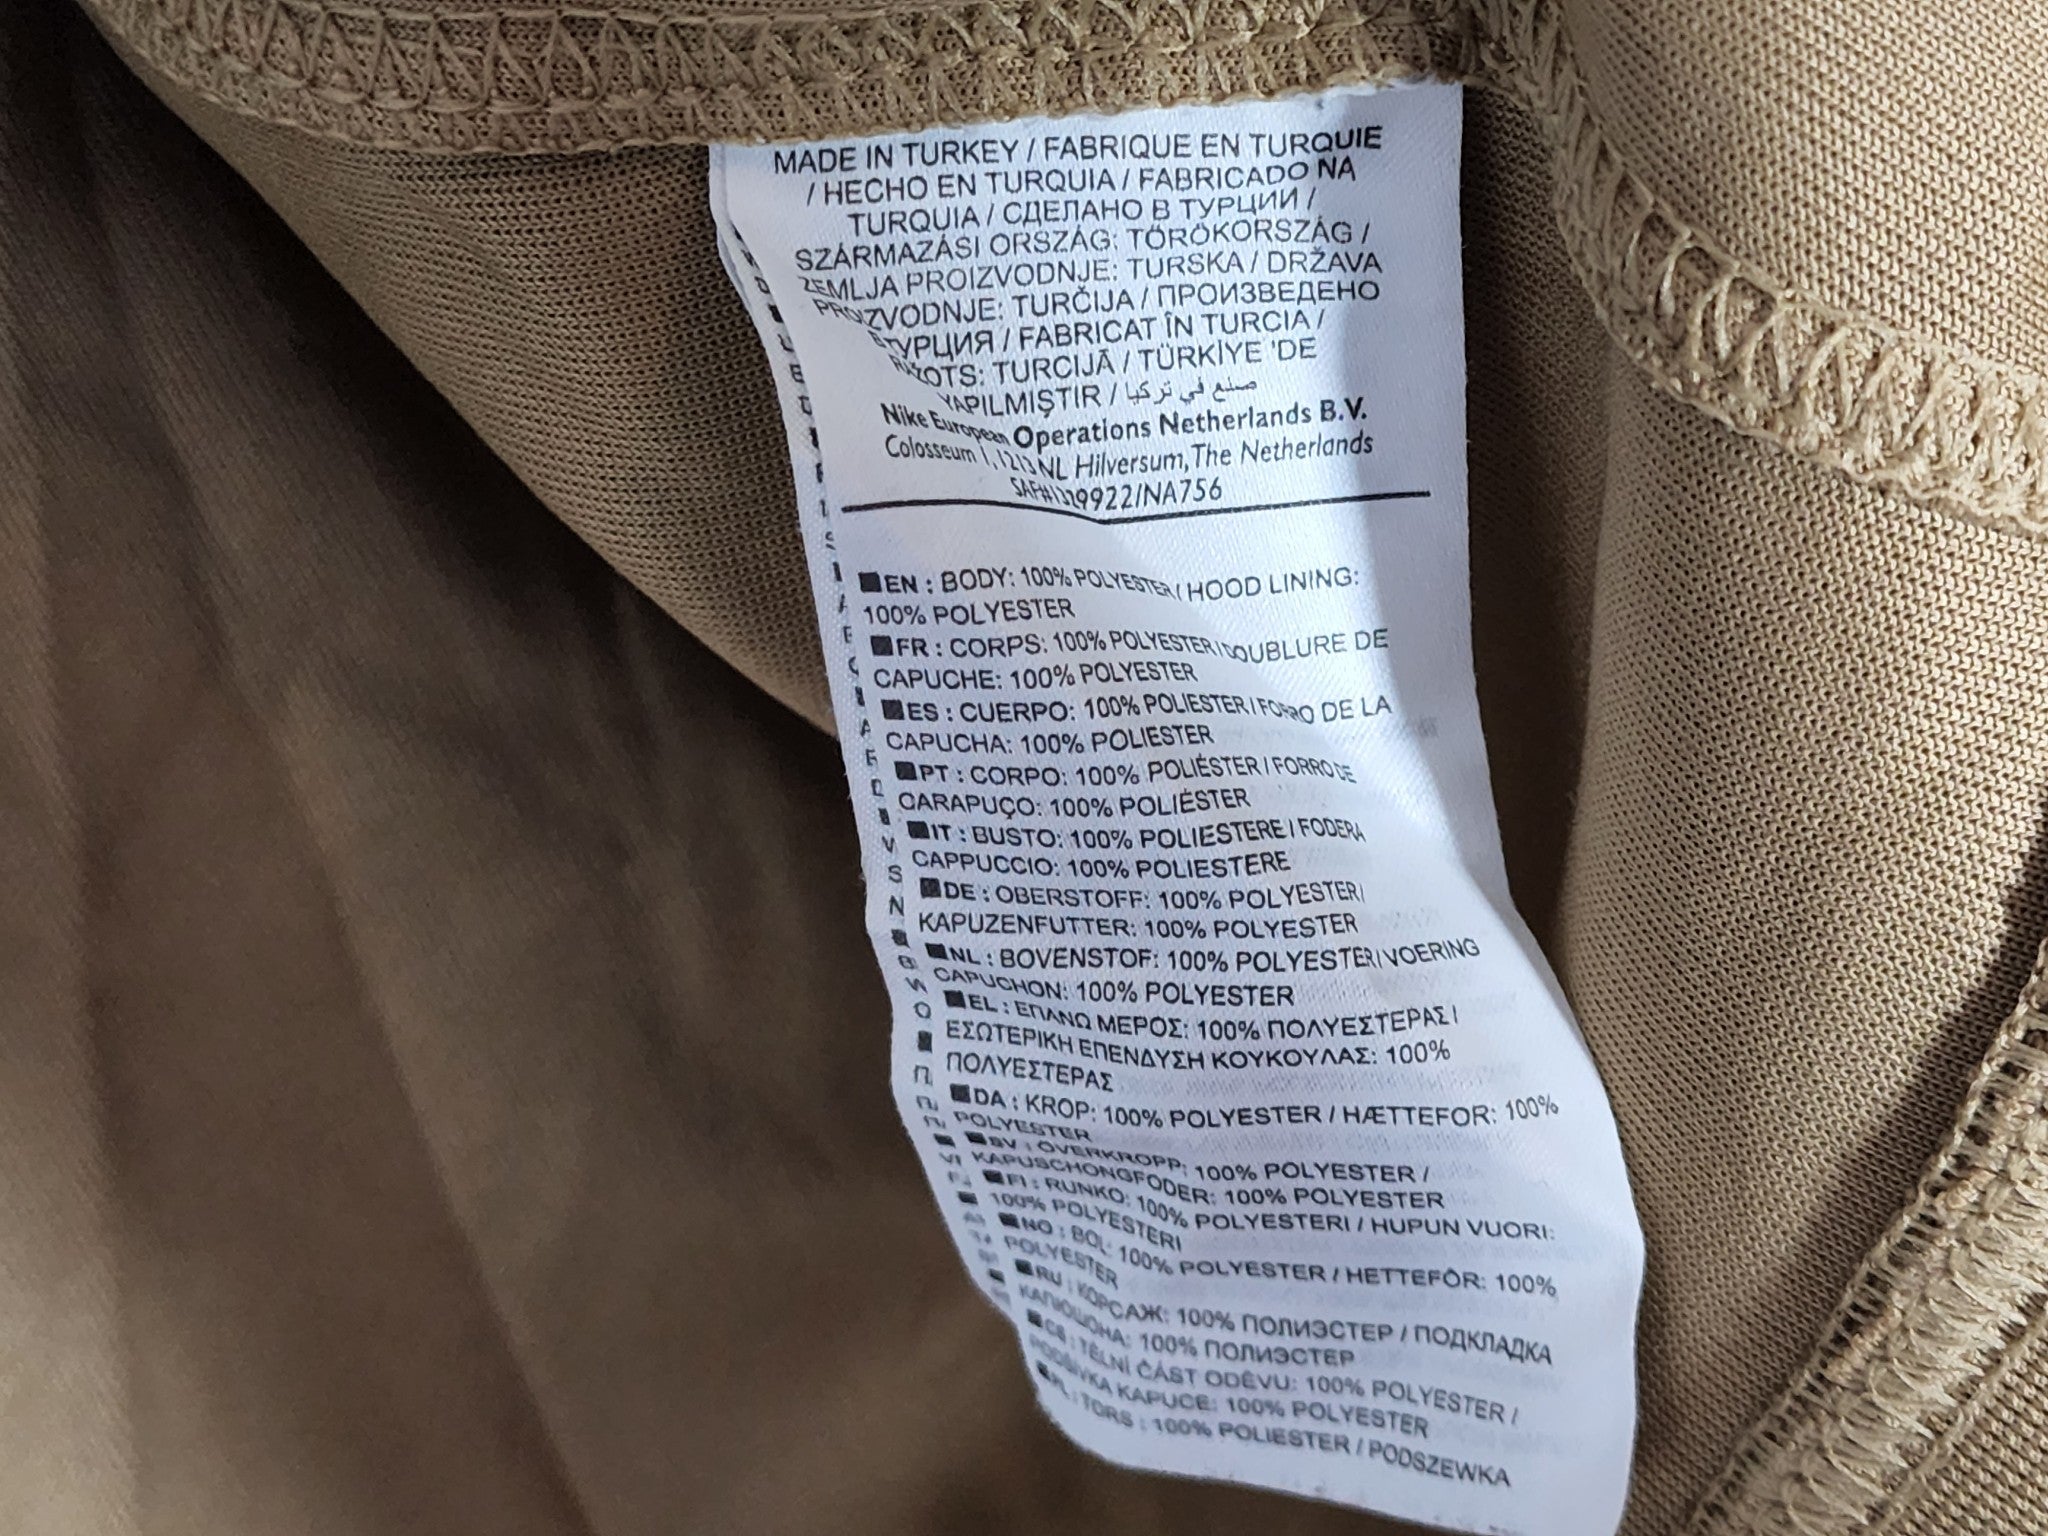 MADE IN TURKEY / FABRIQUE EN TURQUIE
/ HECHO EN TURQUIA / FABRICADO NA
TURQUIA / СДЕЛАНО В ТУРЦИИ /
SZÁRMAZÁSI ORSZÁG: TÖRÖKORSZÁG /
ZEMLJA PROIZVODNJE: TURSKA / DRŽAVA
PROIZVODNJE: TURČIJA / ПРОИЗВЕДЕНО
В ТУРЦИЯ / FABRICAT ÎN TURCIA /
RAŽOTS: TURCIJĀ / TÜRKİYE 'DE
YAPILMIŞTIR / صنع في تركيا
Nike European Operations Netherlands B.V.
Colosseum 1, 1213 NL Hilversum, The Netherlands
SAF#1329922/NA756
■EN : BODY: 100% POLYESTER / HOOD LINING:
100% POLYESTER
■FR : CORPS: 100% POLYESTER / DOUBLURE DE
CAPUCHE: 100% POLYESTER
■ES : CUERPO: 100% POLIESTER / FORRO DE LA
CAPUCHA: 100% POLIESTER
■PT : CORPO: 100% POLIÉSTER / FORRO DE
CARAPUÇO: 100% POLIÉSTER
■IT : BUSTO: 100% POLIESTERE / FODERA
CAPPUCCIO: 100% POLIESTERE
■DE : OBERSTOFF: 100% POLYESTER/
KAPUZENFUTTER: 100% POLYESTER
■NL : BOVENSTOF: 100% POLYESTER / VOERING
CAPUCHON: 100% POLYESTER
■EL : ΕΠΑΝΩ ΜΕΡΟΣ: 100% ΠΟΛΥΕΣΤΕΡΑΣ /
ΕΣΩΤΕΡΙΚΗ ΕΠΕΝΔΥΣΗ ΚΟΥΚΟΥΛΑΣ: 100%
ΠΟΛΥΕΣΤΕΡΑΣ
■DA : KROP: 100% POLYESTER / HÆTTEFOR: 100%
POLYESTER
■SV : ÖVERKROPP: 100% POLYESTER /
KAPUSCHONGFODER: 100% POLYESTER
■FI : RUNKO: 100% POLYESTERI / HUPUN VUORI:
100% POLYESTERI
■NO : BOL: 100% POLYESTER / HETTEFÔR: 100%
POLYESTER
■RU : КОРСАЖ: 100% ПОЛИЭСТЕР / ПОДКЛАДКА
КАПЮШОНА: 100% ПОЛИЭСТЕР
■CS : TĚLNÍ ČÁST ODĚVU: 100% POLYESTER /
PODŠÍVKA KAPUCE: 100% POLYESTER
■PL : TORS : 100% POLIESTER / PODSZEWKA